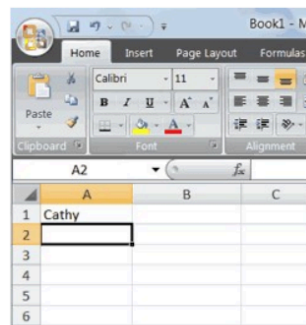 Book1 - M
Home Insert Page Layout Formulas
Calibri 11
Paste B I U A A
Clipboard Font Alignment
A2 fx
A B C
1 Cathy
2
3
4
5
6